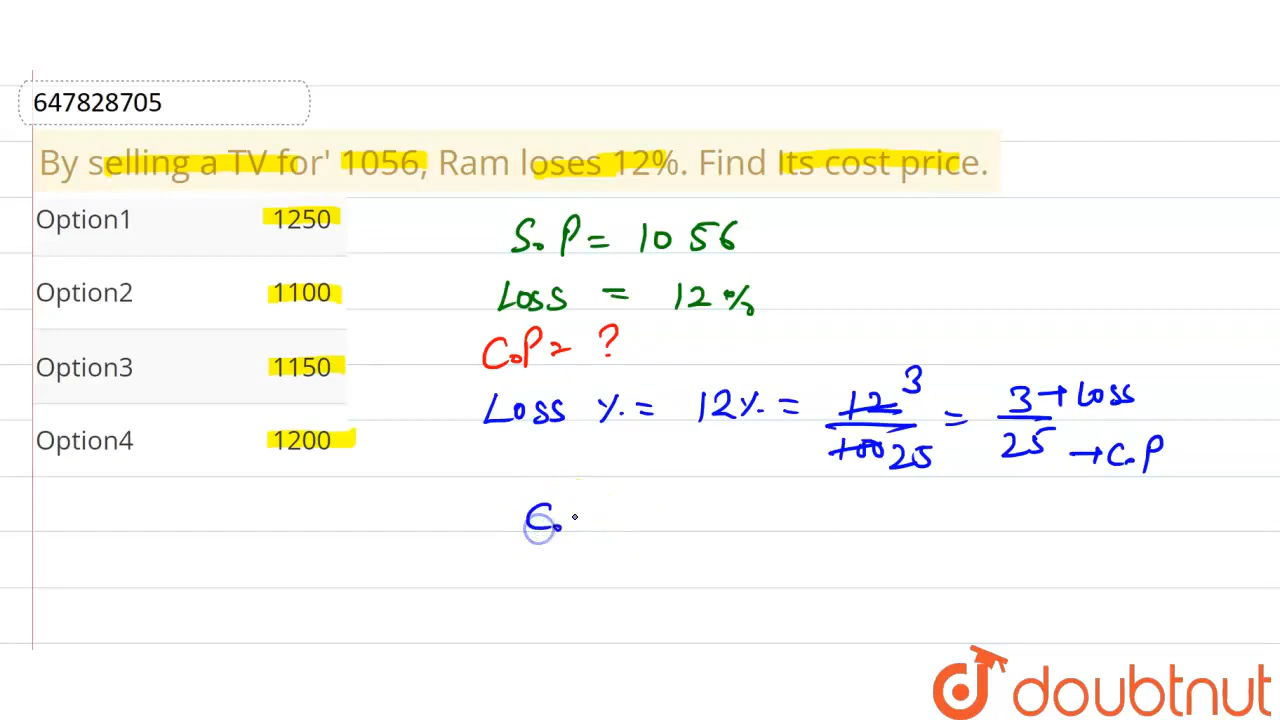 647828705
By selling a TV for' 1056, Ram loses 12%. Find Its cost price.
Option1 1250
Option2 1100
Option3 1150
Option4 1200
S.P = 1056
Loss = 12%
C.P = ?
Loss %. = 12%. = 12 3 / 100 25 = 3 → Loss / 25 → C.P
C.
doubtnut